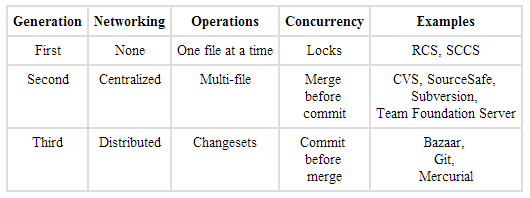 Generation Networking Operations Concurrency Examples
First None One file at a time Locks RCS, SCCS
Second Centralized Multi-file Merge CVS, SourceSafe,
before Subversion,
commit Team Foundation Server
Third Distributed Changesets Commit Bazaar,
before Git,
merge Mercurial